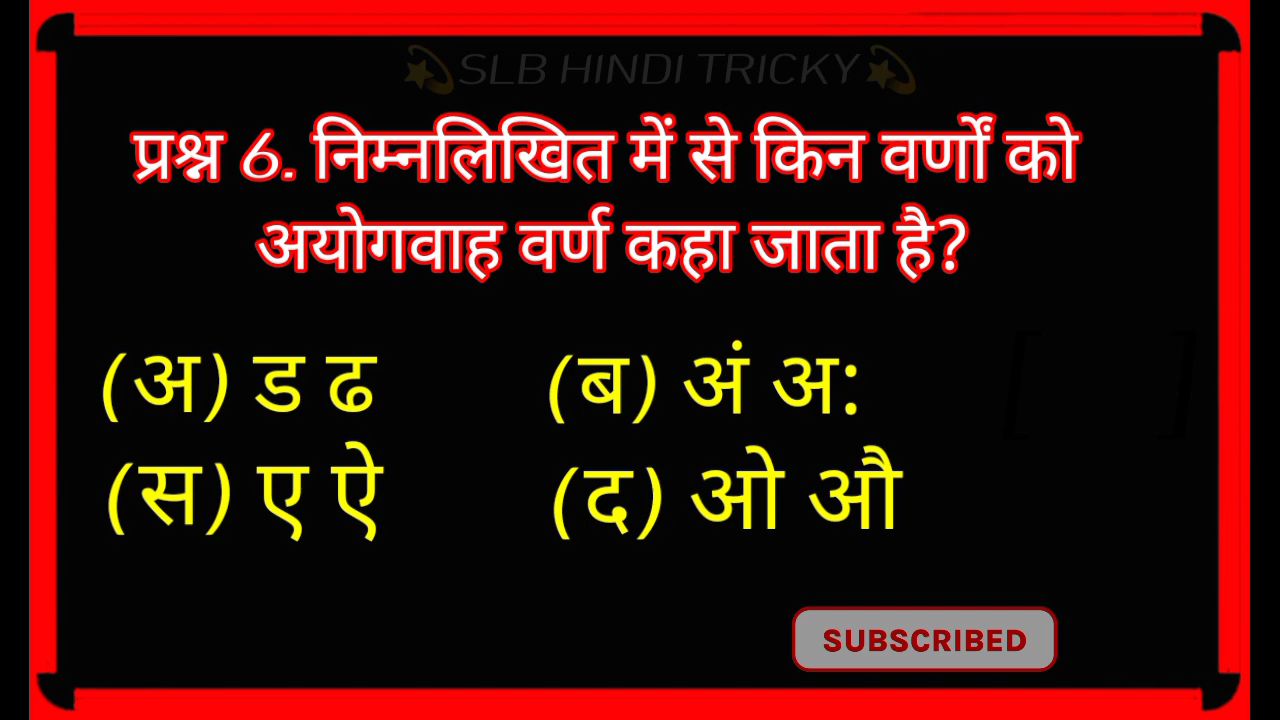 💫SLB HINDI TRICKY💫
प्रश्न 6. निम्नलिखित में से किन वर्णों को
अयोगवाह वर्ण कहा जाता है?
(अ) ड ढ (ब) अं अः [ ]
(स) ए ऐ (द) ओ औ
SUBSCRIBED